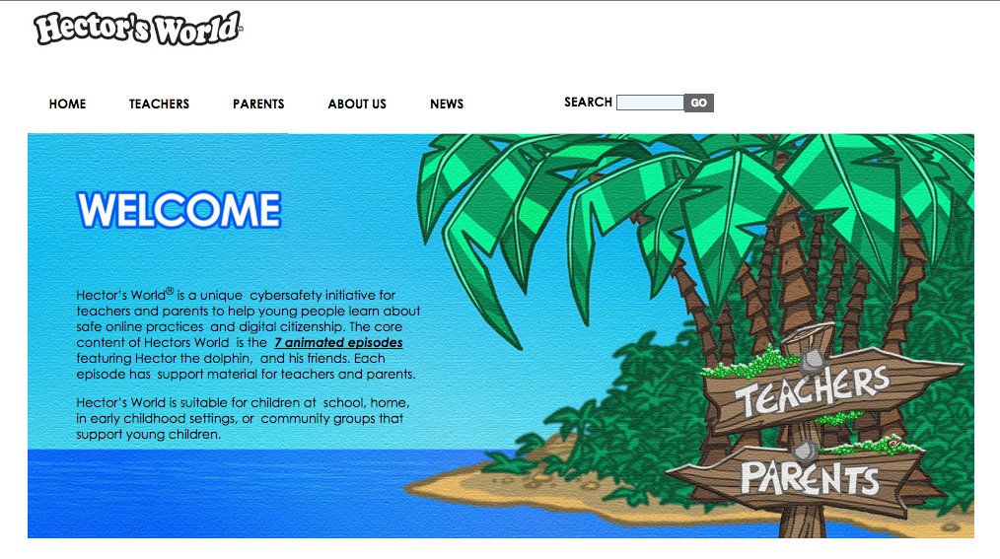 Hector's World™
HOME TEACHERS PARENTS ABOUT US NEWS SEARCH GO
WELCOME
Hector's World® is a unique cybersafety initiative for
teachers and parents to help young people learn about
safe online practices and digital citizenship. The core
content of Hectors World is the 7 animated episodes
featuring Hector the dolphin, and his friends. Each
episode has support material for teachers and parents.
Hector's World is suitable for children at school, home,
in early childhood settings, or community groups that
support young children.
TEACHERS
PARENTS